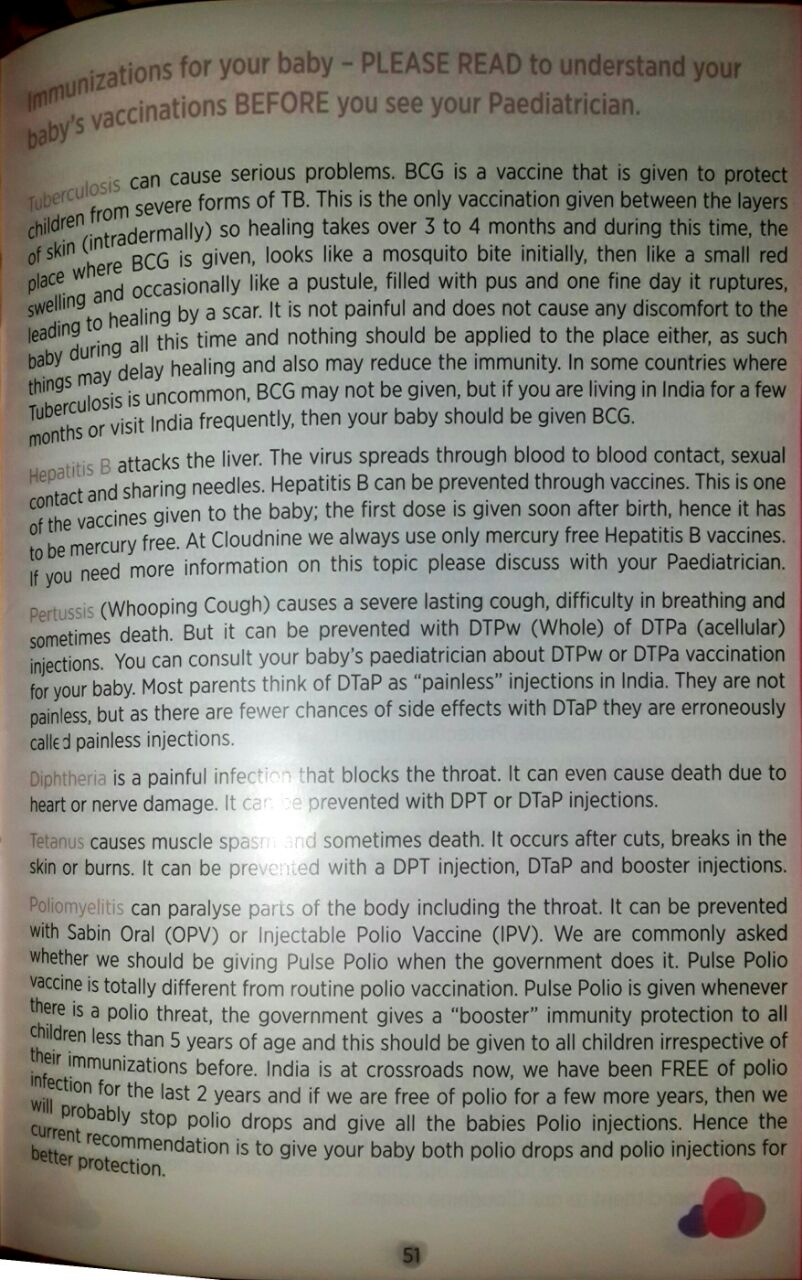 Immunizations for your baby – PLEASE READ to understand your
baby's vaccinations BEFORE you see your Paediatrician.
Tuberculosis can cause serious problems. BCG is a vaccine that is given to protect
children from severe forms of TB. This is the only vaccination given between the layers
of skin (intradermally) so healing takes over 3 to 4 months and during this time, the
place where BCG is given, looks like a mosquito bite initially, then like a small red
swelling and occasionally like a pustule, filled with pus and one fine day it ruptures,
leading to healing by a scar. It is not painful and does not cause any discomfort to the
baby during all this time and nothing should be applied to the place either, as such
things may delay healing and also may reduce the immunity. In some countries where
Tuberculosis is uncommon, BCG may not be given, but if you are living in India for a few
months or visit India frequently, then your baby should be given BCG.
Hepatitis B attacks the liver. The virus spreads through blood to blood contact, sexual
contact and sharing needles. Hepatitis B can be prevented through vaccines. This is one
of the vaccines given to the baby; the first dose is given soon after birth, hence it has
to be mercury free. At Cloudnine we always use only mercury free Hepatitis B vaccines.
If you need more information on this topic please discuss with your Paediatrician.
Pertussis (Whooping Cough) causes a severe lasting cough, difficulty in breathing and
sometimes death. But it can be prevented with DTPw (Whole) of DTPa (acellular)
injections. You can consult your baby's paediatrician about DTPw or DTPa vaccination
for your baby. Most parents think of DTaP as "painless" injections in India. They are not
painless, but as there are fewer chances of side effects with DTaP they are erroneously
called painless injections.
Diphtheria is a painful infection that blocks the throat. It can even cause death due to
heart or nerve damage. It can be prevented with DPT or DTaP injections.
Tetanus causes muscle spasm and sometimes death. It occurs after cuts, breaks in the
skin or burns. It can be prevented with a DPT injection, DTaP and booster injections.
Poliomyelitis can paralyse parts of the body including the throat. It can be prevented
with Sabin Oral (OPV) or Injectable Polio Vaccine (IPV). We are commonly asked
whether we should be giving Pulse Polio when the government does it. Pulse Polio
vaccine is totally different from routine polio vaccination. Pulse Polio is given whenever
there is a polio threat, the government gives a "booster" immunity protection to all
children less than 5 years of age and this should be given to all children irrespective of
their immunizations before. India is at crossroads now, we have been FREE of polio
infection for the last 2 years and if we are free of polio for a few more years, then we
will probably stop polio drops and give all the babies Polio injections. Hence the
current recommendation is to give your baby both polio drops and polio injections for
better protection.
51